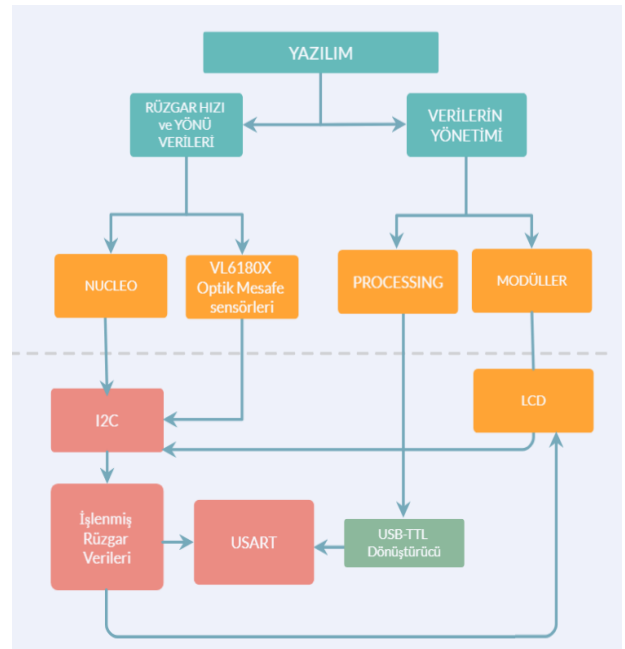 YAZILIM
RÜZGAR HIZI
ve YÖNÜ
VERİLERİ
VERİLERİN
YÖNETİMİ
NUCLEO
VL6180X
Optik Mesafe
sensörleri
PROCESSING
MODÜLLER
I2C
LCD
İşlenmiş
Rüzgar
Verileri
USART
USB-TTL
Dönüştürücü